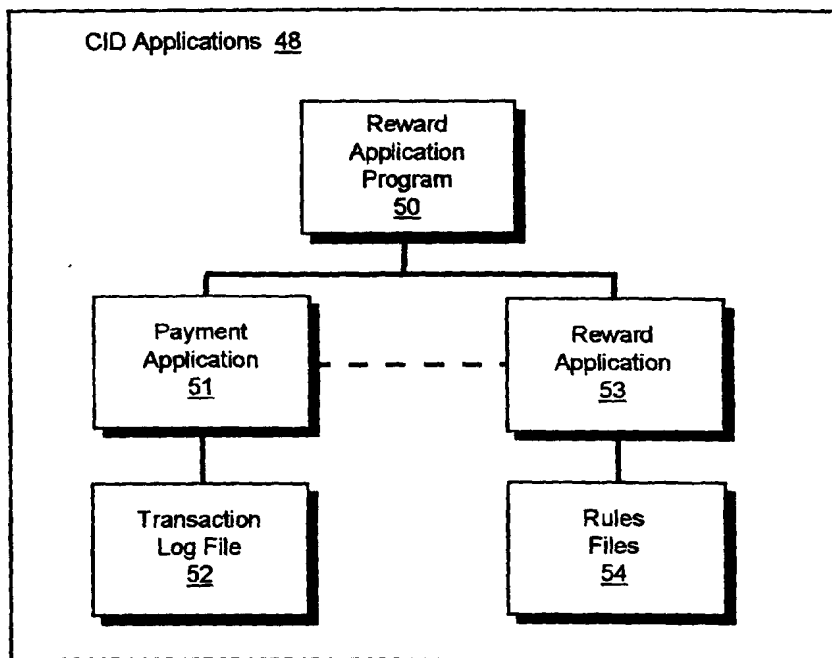 CID Applications 48
Reward
Application
Program
50
Payment
Application
51
Reward
Application
53
Transaction
Log File
52
Rules
Files
54